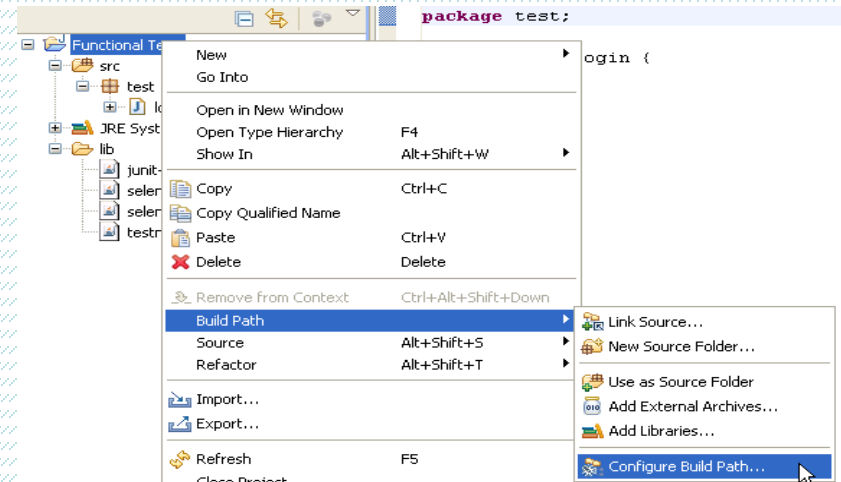 package test;
Functional Te
ogin {
src
test
JRE Syst
lib
junit-
seler
seler
testr
New
Go Into
Open in New Window
Open Type Hierarchy F4
Show In Alt+Shift+W
Copy Ctrl+C
Copy Qualified Name
Paste Ctrl+V
Delete Delete
Remove from Context Ctrl+Alt+Shift+Down
Build Path
Source Alt+Shift+S
Refactor Alt+Shift+T
Import...
Export...
Refresh F5
Close Project
Link Source...
New Source Folder...
Use as Source Folder
Add External Archives...
Add Libraries...
Configure Build Path...